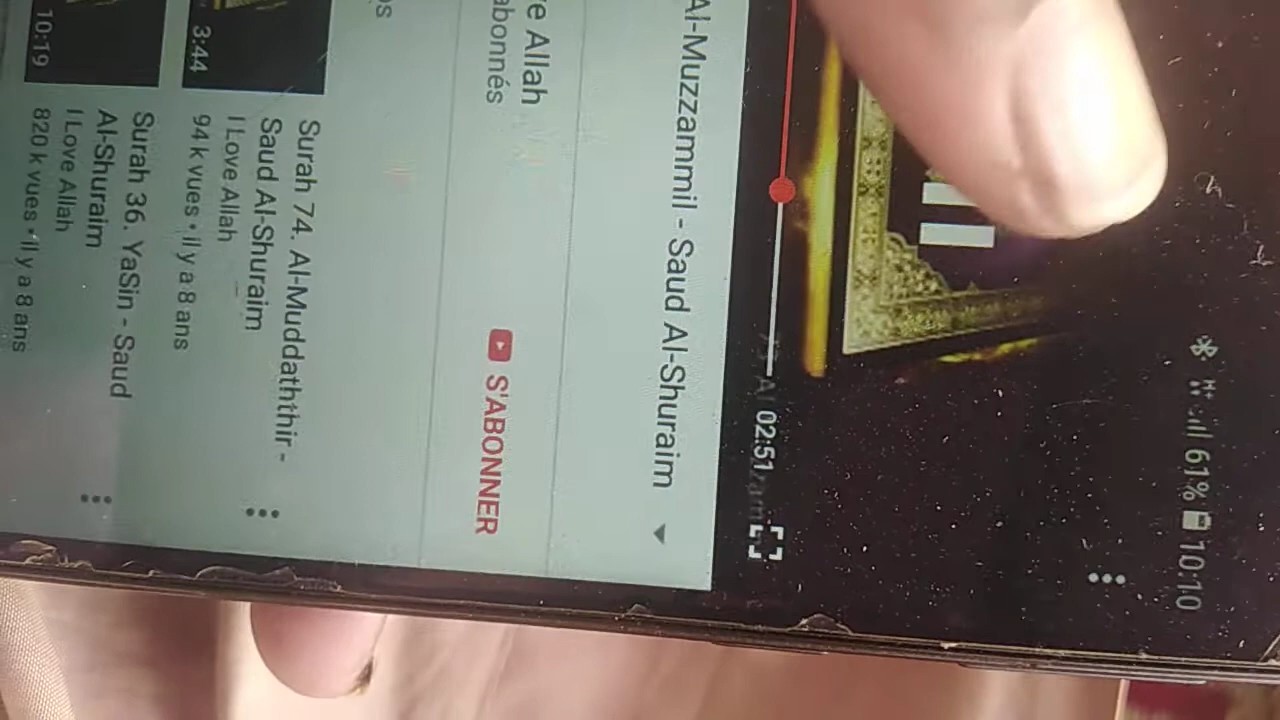 61% 10:10
02:51
Al-Muzzammil - Saud Al-Shuraim
ve Allah
abonnés
S'ABONNER
3:44
Surah 74. Al-Muddaththir -
Saud Al-Shuraim
I Love Allah
94 k vues • il y a 8 ans
10:19
Surah 36. YaSin - Saud
Al-Shuraim
I Love Allah
820 k vues • il y a 8 ans